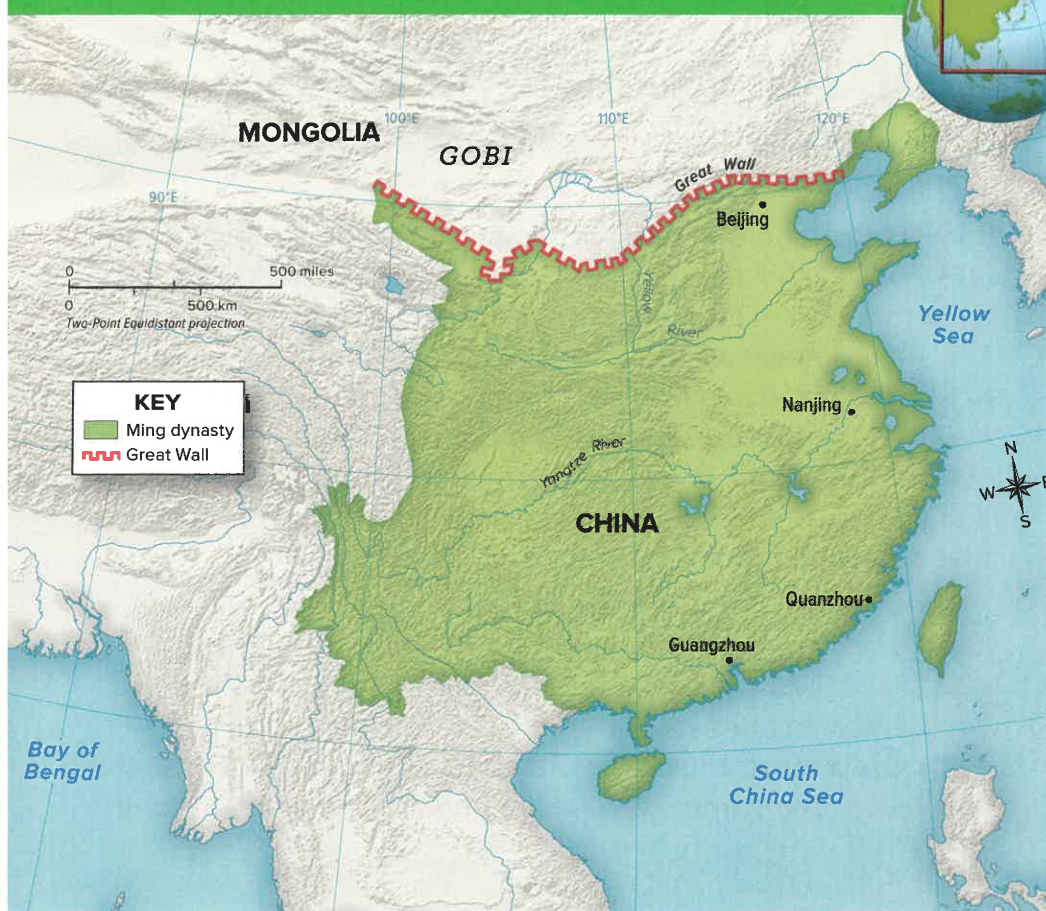 MONGOLIA
100°E
110°E
120°E
GOBI
Great Wall
90°E
Beijing
0
500 miles
0
500 km
Two-Point Equidistant projection
Yellow
River
Yellow
Sea
KEY
Ming dynasty
Great Wall
Nanjing
Yangtze River
N
W
E
S
CHINA
Quanzhou
Guangzhou
Bay of
Bengal
South
China Sea